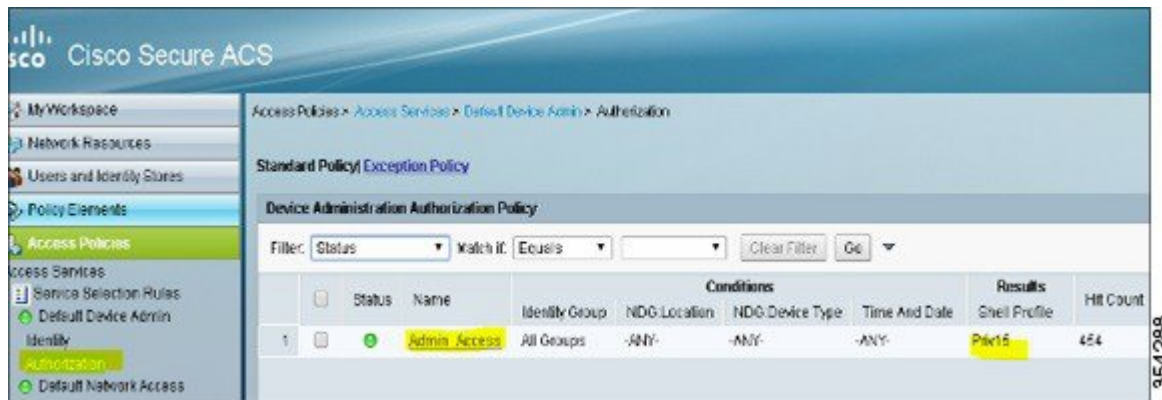 sco Cisco Secure ACS
My Workspace
Network Resources
Users and Identity Stores
Policy Elements
Access Policies
ccess Services
Service Selection Rules
Default Device Admin
Identity
Authorization
Default Network Access
Access Policies > Access Services > Default Device Admin > Authorization
Standard Policy| Exception Policy
Device Administration Authorization Policy
Filter: Status Match if: Equals Clear Filter Go
Conditions Results
Status Name Identity Group NDG:Location NDG:Device Type Time And Date Shell Profile Hit Count
1 Admin_Access All Groups -ANY- -ANY- -ANY- Priv15 454
354288